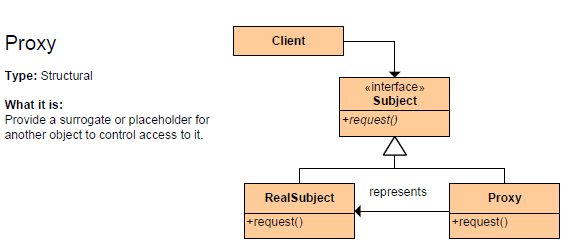 Proxy
Type: Structural
What it is:
Provide a surrogate or placeholder for
another object to control access to it.
Client
«interface»
Subject
+request()
represents
RealSubject
+request()
Proxy
+request()